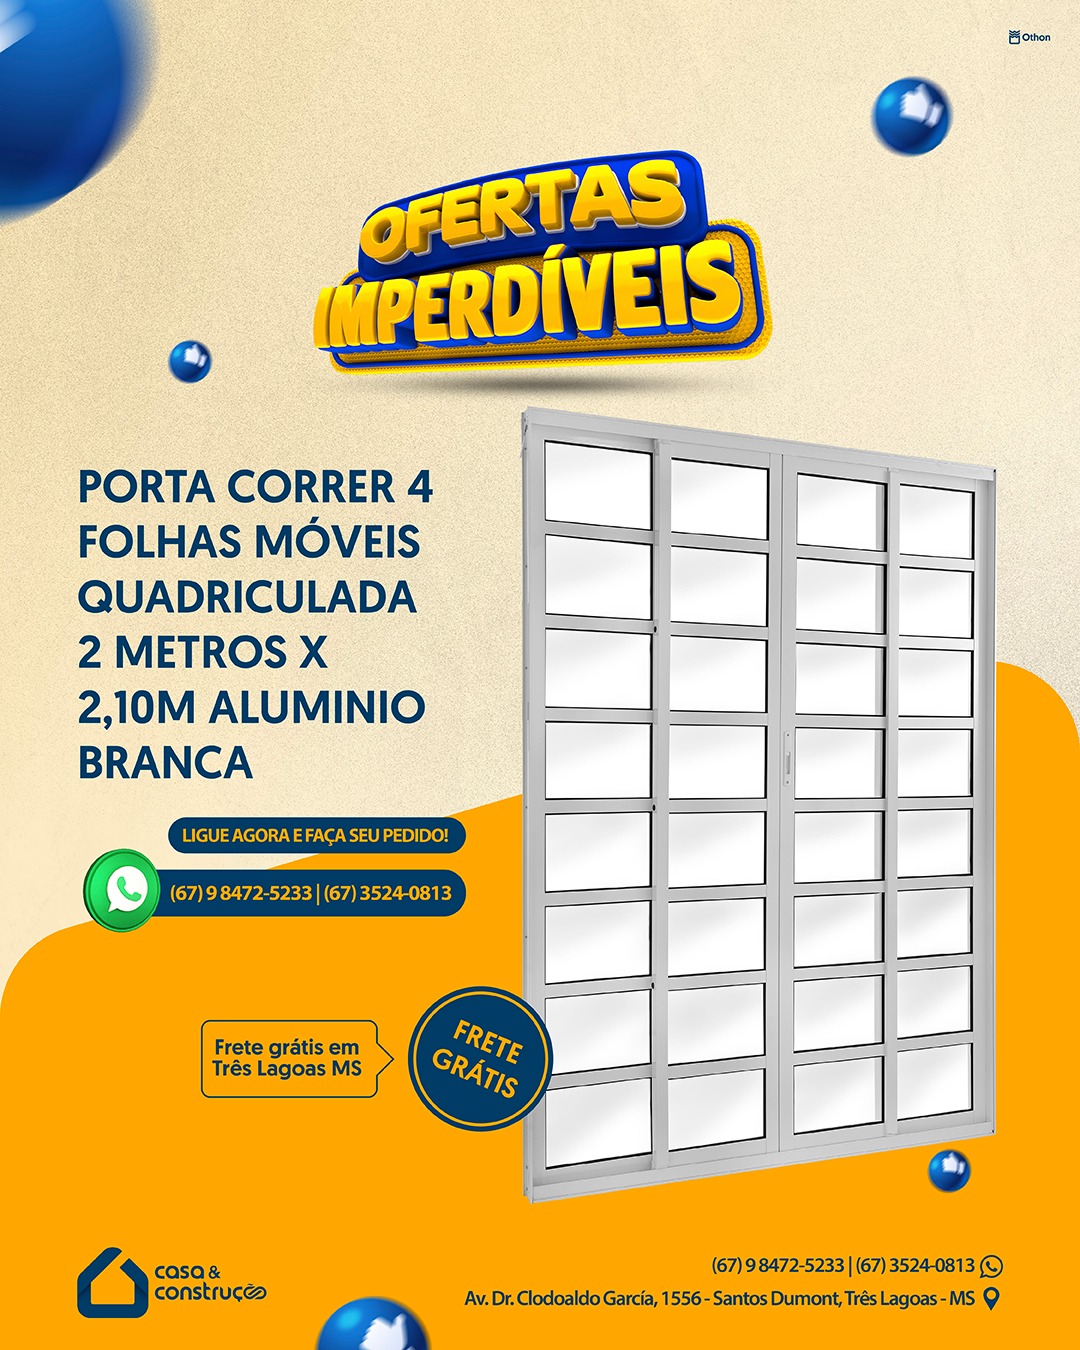 Othon
OFERTAS
IMPERDÍVEIS
PORTA CORRER 4
FOLHAS MÓVEIS
QUADRICULADA
2 METROS X
2,10M ALUMINIO
BRANCA
LIGUE AGORA E FAÇA SEU PEDIDO!
(67) 9 8472-5233 | (67) 3524-0813
Frete grátis em
Três Lagoas MS
FRETE
GRÁTIS
casa &
construção
(67) 9 8472-5233 | (67) 3524-0813
Av. Dr. Clodoaldo García, 1556 - Santos Dumont, Três Lagoas - MS